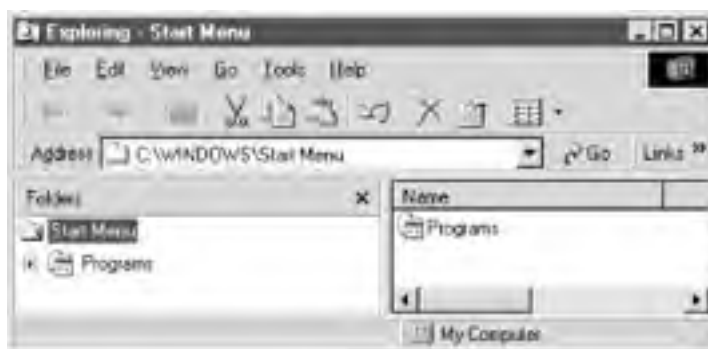 Exploring - Start Menu
File Edit View Go Tools Help
Address C:\WINDOWS\Start Menu Go Links »
Folders
Name
Start Menu
Programs
Programs
My Computer